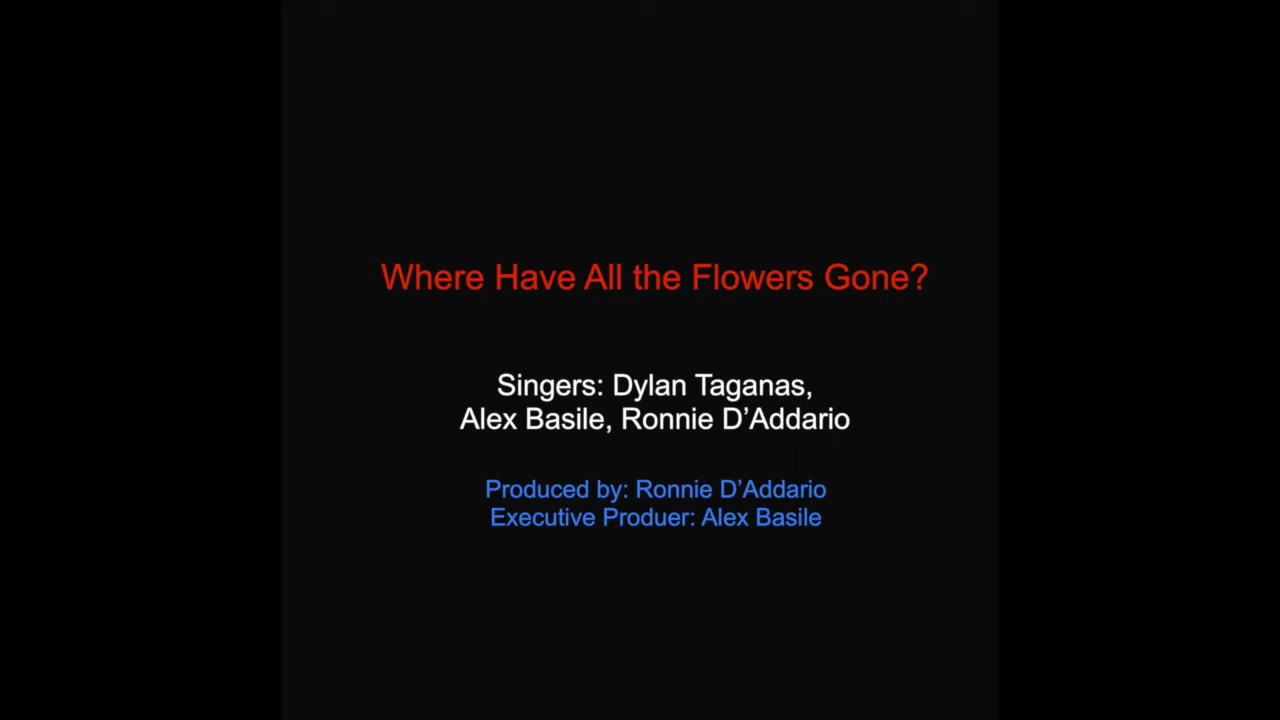 Where Have All the Flowers Gone?
Singers: Dylan Taganas,
Alex Basile, Ronnie D’Addario
Produced by: Ronnie D’Addario
Executive Produer: Alex Basile